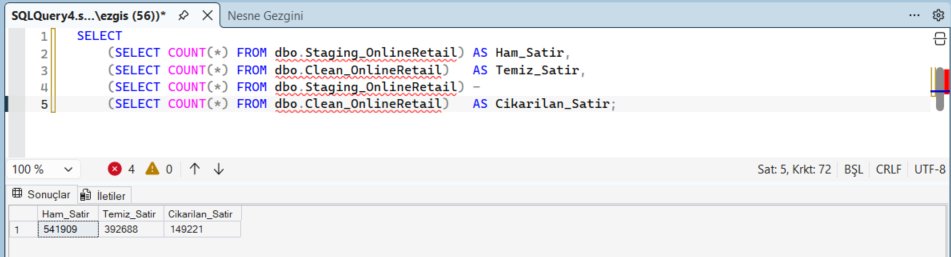 SQLQuery4.s...\ezgis (56))* Nesne Gezgini
1 SELECT
2 (SELECT COUNT(*) FROM dbo.Staging_OnlineRetail) AS Ham_Satir,
3 (SELECT COUNT(*) FROM dbo.Clean_OnlineRetail) AS Temiz_Satir,
4 (SELECT COUNT(*) FROM dbo.Staging_OnlineRetail) -
5 (SELECT COUNT(*) FROM dbo.Clean_OnlineRetail) AS Cikarilan_Satir;
100 % 4 0 Sat: 5, Krkt: 72 BŞL CRLF UTF-8
Sonuçlar İletiler
Ham_Satir Temiz_Satir Cikarilan_Satir
1 541909 392688 149221